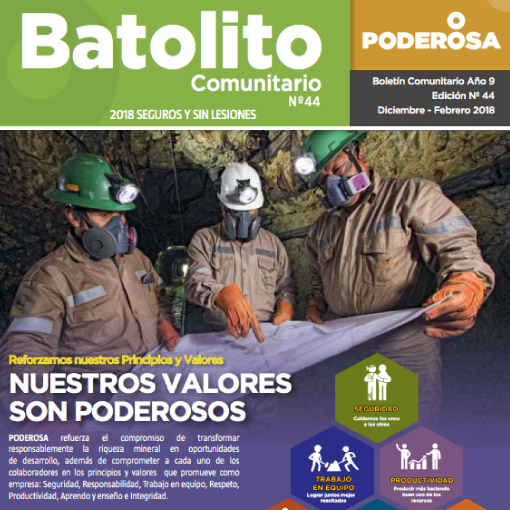 Batolito
Comunitario
Nº44
2018 SEGUROS Y SIN LESIONES
PODEROSA
Boletín Comunitario Año 9
Edición Nº 44
Diciembre - Febrero 2018
Reforzamos nuestros Principios y Valores
NUESTROS VALORES
SON PODEROSOS
PODEROSA refuerza el compromiso de transformar
responsablemente la riqueza mineral en oportunidades
de desarrollo, además de comprometer a cada uno de los
colaboradores en los principios y valores que promueve como
empresa: Seguridad, Responsabilidad, Trabajo en equipo, Respeto,
Productividad, Aprendo y enseño e Integridad.
SEGURIDAD
Cuidarnos los unos
a los otros
TRABAJO
EN EQUIPO
Lograr juntos mejor
resultados
PRODUCTIVIDAD
Producir más haciendo
buen uso de los
recursos